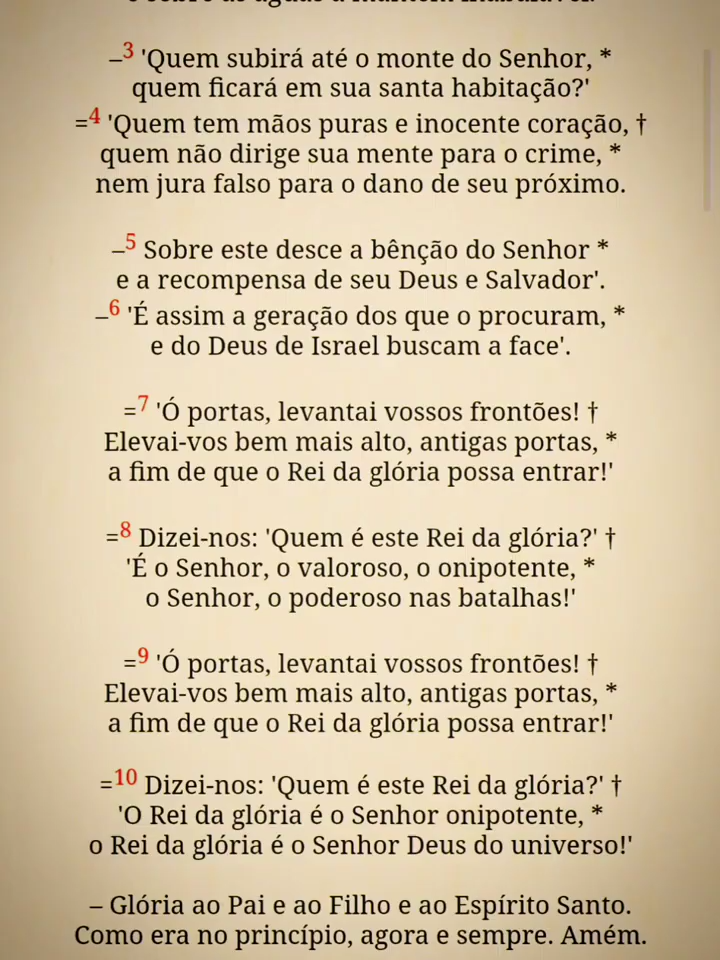 –3 'Quem subirá até o monte do Senhor, *
quem ficará em sua santa habitação?'
=4 'Quem tem mãos puras e inocente coração, †
quem não dirige sua mente para o crime, *
nem jura falso para o dano de seu próximo.
–5 Sobre este desce a bênção do Senhor *
e a recompensa de seu Deus e Salvador'.
–6 'É assim a geração dos que o procuram, *
e do Deus de Israel buscam a face'.
=7 'Ó portas, levantai vossos frontões! †
Elevai-vos bem mais alto, antigas portas, *
a fim de que o Rei da glória possa entrar!'
=8 Dizei-nos: 'Quem é este Rei da glória?' †
'É o Senhor, o valoroso, o onipotente, *
o Senhor, o poderoso nas batalhas!'
=9 'Ó portas, levantai vossos frontões! †
Elevai-vos bem mais alto, antigas portas, *
a fim de que o Rei da glória possa entrar!'
=10 Dizei-nos: 'Quem é este Rei da glória?' †
'O Rei da glória é o Senhor onipotente, *
o Rei da glória é o Senhor Deus do universo!'
– Glória ao Pai e ao Filho e ao Espírito Santo.
Como era no princípio, agora e sempre. Amém.